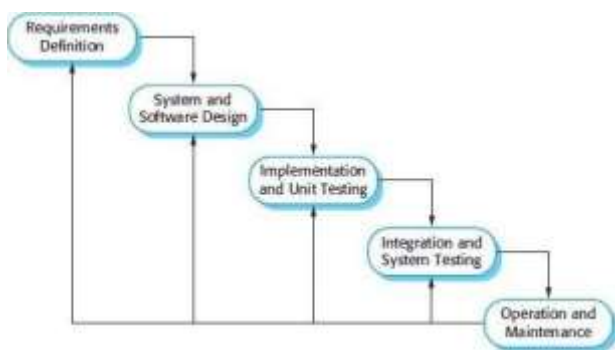 Requirements
Definition
System and
Software Design
Implementation
and Unit Testing
Integration and
System Testing
Operation and
Maintenance